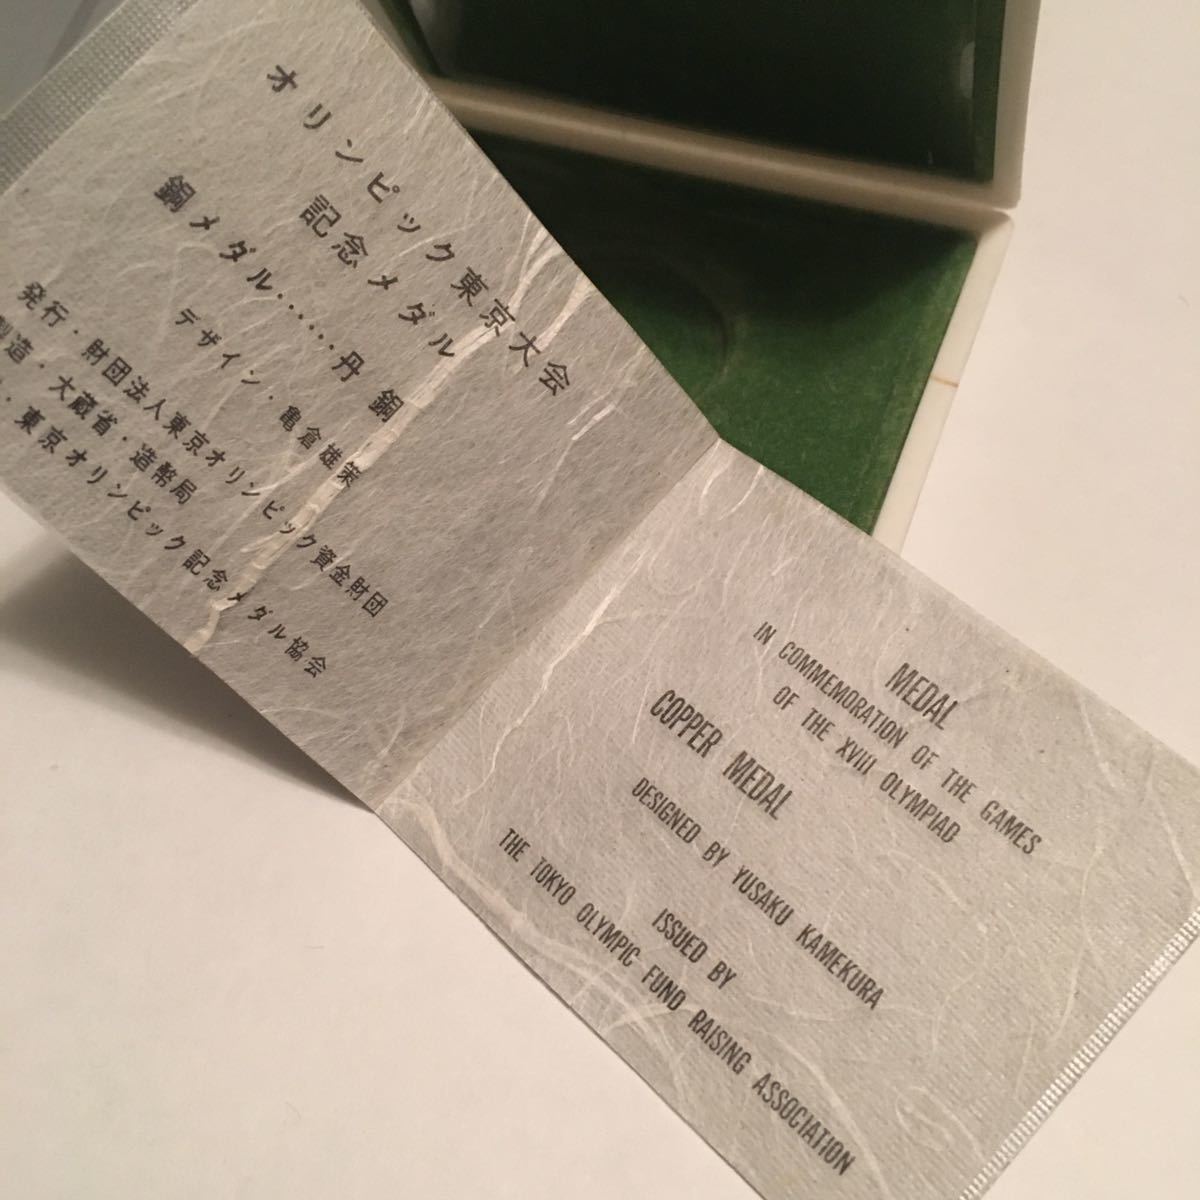 オリンピック東京大会
記念メダル
銅メダル……丹 銅
デザイン・亀倉雄策
発行・財団法人東京オリンピック資金財団
製造・大蔵省・造幣局
・東京オリンピック記念メダル協会
MEDAL
IN COMMEMORATION OF THE GAMES
OF THE XVIII OLYMPIAD
COPPER MEDAL
DESIGNED BY YUSAKU KAMEKURA
ISSUED BY
THE TOKYO OLYMPIC FUND RAISING ASSOCIATION